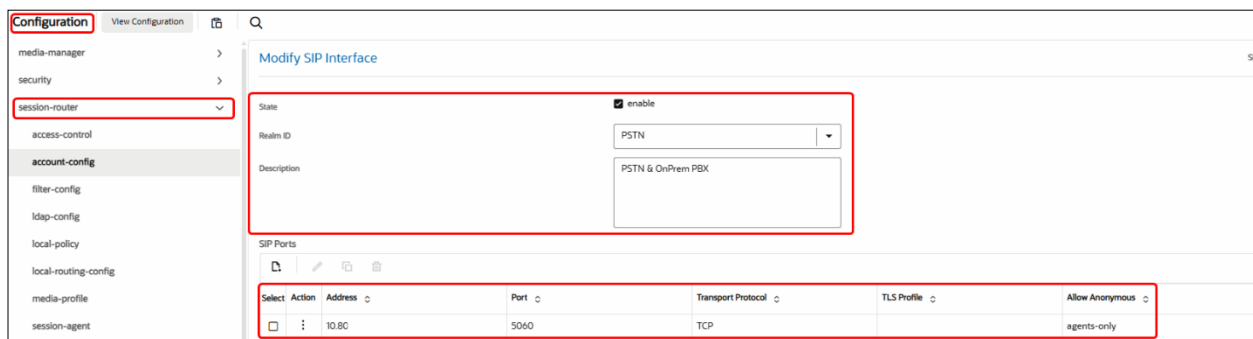 Configuration View Configuration
media-manager
security
session-router
access-control
account-config
filter-config
ldap-config
local-policy
local-routing-config
media-profile
session-agent
Modify SIP Interface
S
State enable
Realm ID PSTN
Description PSTN & OnPrem PBX
SIP Ports
Select Action Address Port Transport Protocol TLS Profile Allow Anonymous
10.80 5060 TCP agents-only